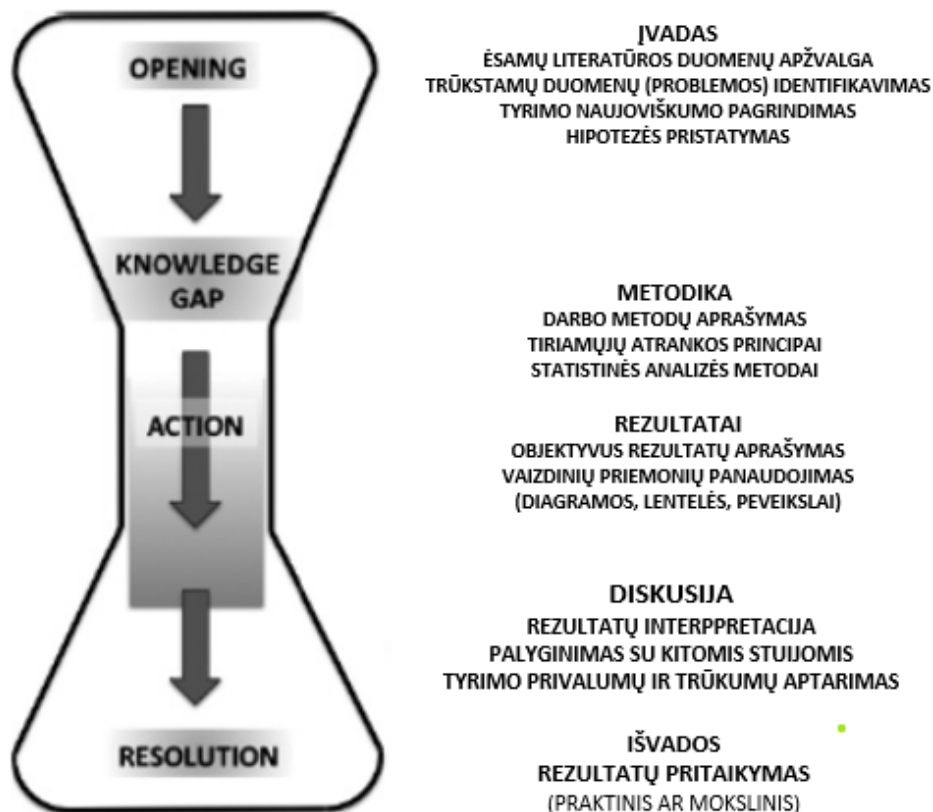 OPENING
KNOWLEDGE
GAP
ACTION
RESOLUTION
ĮVADAS
ĖSAMŲ LITERATŪROS DUOMENŲ APŽVALGA
TRŪKSTAMŲ DUOMENŲ (PROBLEMOS) IDENTIFIKAVIMAS
TYRIMO NAUJOVIŠKUMO PAGRINDIMAS
HIPOTEZĖS PRISTATYMAS
METODIKA
DARBO METODŲ APRAŠYMAS
TIRIAMŲJŲ ATRANKOS PRINCIPAI
STATISTINĖS ANALIZĖS METODAI
REZULTATAI
OBJEKTYVUS REZULTATŲ APRAŠYMAS
VAIZDINIŲ PRIEMONIŲ PANAUDOJIMAS
(DIAGRAMOS, LENTELĖS, PEVEIKSLAI)
DISKUSIJA
REZULTATŲ INTERPPRETACIJA
PALYGINIMAS SU KITOMIS STUIJOMIS
TYRIMO PRIVALUMŲ IR TRŪKUMŲ APTARIMAS
IŠVADOS
REZULTATŲ PRITAIKYMAS
(PRAKTINIS AR MOKSLINIS)